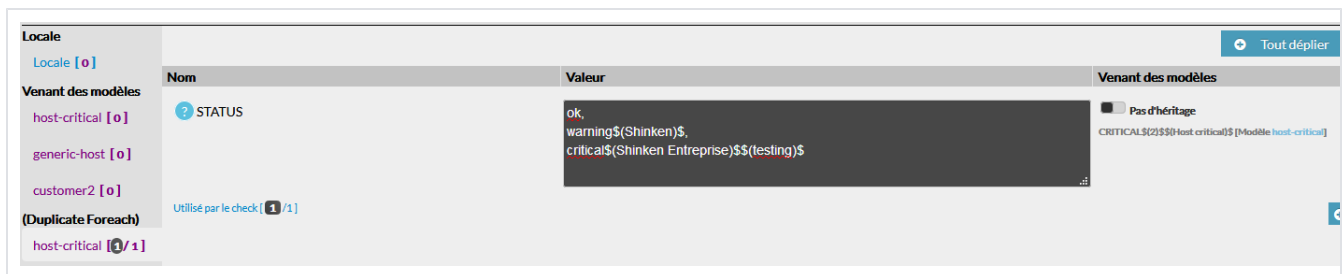 Locale
Locale [ 0 ]
Venant des modèles
host-critical [ 0 ]
generic-host [ 0 ]
customer2 [ 0 ]
(Duplicate Foreach)
host-critical [1/ 1 ]
Tout déplier
Nom Valeur Venant des modèles
? STATUS
ok,
warning$(Shinken)$,
critical$(Shinken Entreprise)$$(testing)$
Pas d'héritage
CRITICAL$(2)$$(Host critical)$ [Modèle host-critical]
Utilisé par le check [ 1 /1 ]